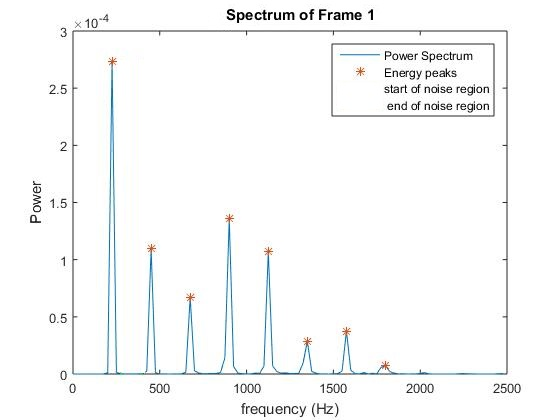 Spectrum of Frame 1
×10-4
3
2.5
2
1.5
1
0.5
0
Power
Power Spectrum
Energy peaks
start of noise region
end of noise region
0 500 1000 1500 2000 2500
frequency (Hz)